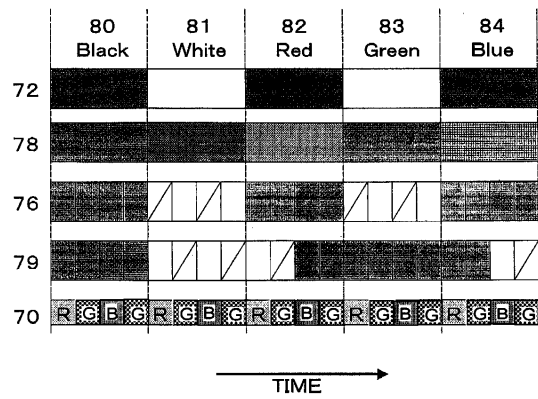 80 81 82 83 84
Black White Red Green Blue
72
78
76
79
70 R G B G R G B G R G B G R G B G R G B G
TIME